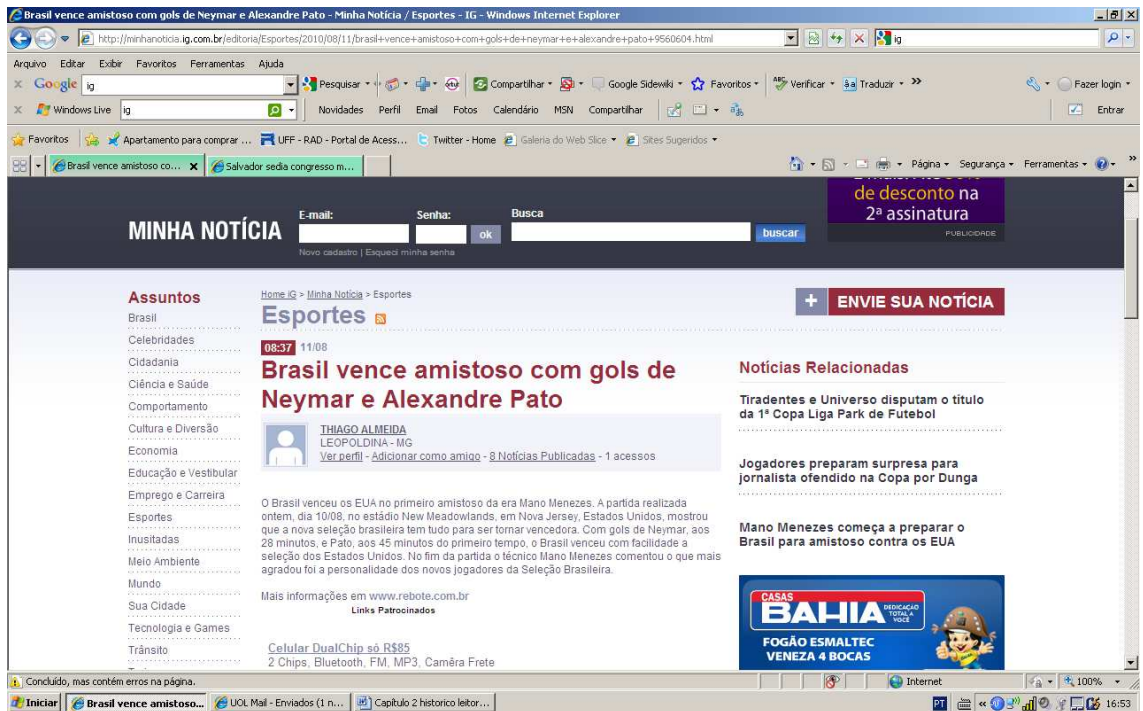 Brasil vence amistoso com gols de Neymar e Alexandre Pato - Minha Notícia / Esportes - IG - Windows Internet Explorer
http://minhanoticia.ig.com.br/editoria/Esportes/2010/08/11/brasil+vence+amistoso+com+gols+de+neymar+e+alexandre+pato+9560604.html
ig
Arquivo Editar Exibir Favoritos Ferramentas Ajuda
Google ig Pesquisar Compartilhar Google Sidewiki Favoritos Verificar Traduzir Fazer login
Windows Live ig Novidades Perfil Email Fotos Calendário MSN Compartilhar Entrar
Favoritos Apartamento para comprar ... UFF - RAD - Portal de Acess... Twitter - Home Galeria do Web Slice Sites Sugeridos
Brasil vence amistoso co... Salvador sedia congresso m... Página Segurança Ferramentas
de desconto na
2ª assinatura
PUBLICIDADE
MINHA NOTÍCIA
E-mail: Senha: Busca
ok buscar
Novo cadastro | Esqueci minha senha
Assuntos
Brasil
Celebridades
Cidadania
Ciência e Saúde
Comportamento
Cultura e Diversão
Economia
Educação e Vestibular
Emprego e Carreira
Esportes
Inusitadas
Meio Ambiente
Mundo
Sua Cidade
Tecnologia e Games
Trânsito
Home iG > Minha Notícia > Esportes
Esportes
08:37 11/08
Brasil vence amistoso com gols de
Neymar e Alexandre Pato
THIAGO ALMEIDA
LEOPOLDINA - MG
Ver perfil - Adicionar como amigo - 8 Notícias Publicadas - 1 acessos
O Brasil venceu os EUA no primeiro amistoso da era Mano Menezes. A partida realizada
ontem, dia 10/08, no estádio New Meadowlands, em Nova Jersey, Estados Unidos, mostrou
que a nova seleção brasileira tem tudo para ser tornar vencedora. Com gols de Neymar, aos
28 minutos, e Pato, aos 45 minutos do primeiro tempo, o Brasil venceu com facilidade a
seleção dos Estados Unidos. No fim da partida o técnico Mano Menezes comentou o que mais
agradou foi a personalidade dos novos jogadores da Seleção Brasileira.
Mais informações em www.rebote.com.br
Links Patrocinados
Celular DualChip só R$85
2 Chips, Bluetooth, FM, MP3, Camêra Frete
+ ENVIE SUA NOTÍCIA
Notícias Relacionadas
Tiradentes e Universo disputam o título
da 1ª Copa Liga Park de Futebol
Jogadores preparam surpresa para
jornalista ofendido na Copa por Dunga
Mano Menezes começa a preparar o
Brasil para amistoso contra os EUA
CASAS
BAHIA
DEDICAÇÃO
TOTAL A
VOCÊ
FOGÃO ESMALTEC
VENEZA 4 BOCAS
Concluído, mas contém erros na página. Internet 100%
Iniciar Brasil vence amistoso... UOL Mail - Enviados (1 n... Capítulo 2 historico leitor... PT 16:53